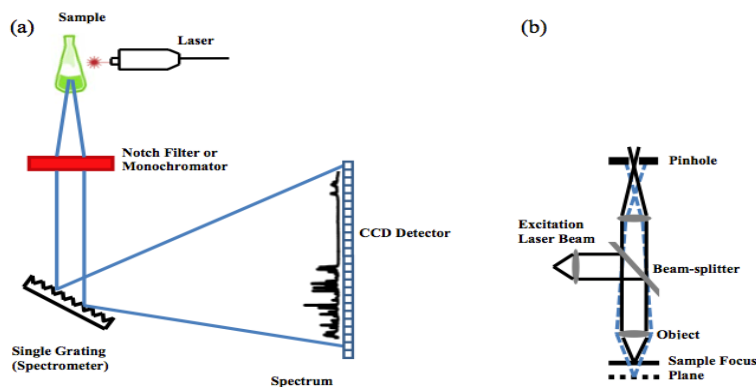 (a)
Sample
Laser
Notch Filter or
Monochromator
CCD Detector
Single Grating
(Spectrometer)
Spectrum
(b)
Pinhole
Excitation
Laser Beam
Beam-splitter
Object
Sample Focus
Plane